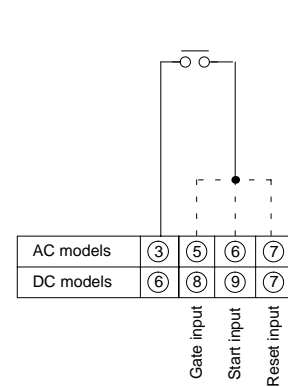 AC models ③ ⑤ ⑥ ⑦
DC models ⑥ ⑧ ⑨ ⑦
Gate input
Start input
Reset input